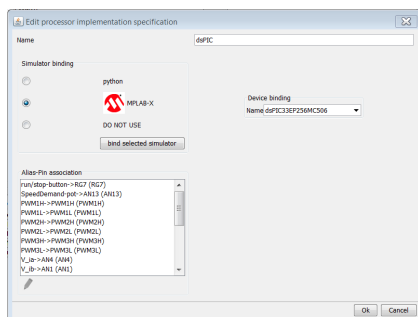 Edit processor implementation specification
Name
dsPIC
Simulator binding
python
MPLAB-X
DO NOT USE
bind selected simulator
Device binding
Name dsPIC33EP256MC506
Alias-Pin association
run/stop-button->RG7 (RG7)
SpeedDemand-pot->AN13 (AN13)
PWM1H->PWM1H (PWM1H)
PWM1L->PWM1L (PWM1L)
PWM2H->PWM2H (PWM2H)
PWM2L->PWM2L (PWM2L)
PWM3H->PWM3H (PWM3H)
PWM3L->PWM3L (PWM3L)
V_ia->AN4 (AN4)
V_ib->AN1 (AN1)
Ok
Cancel